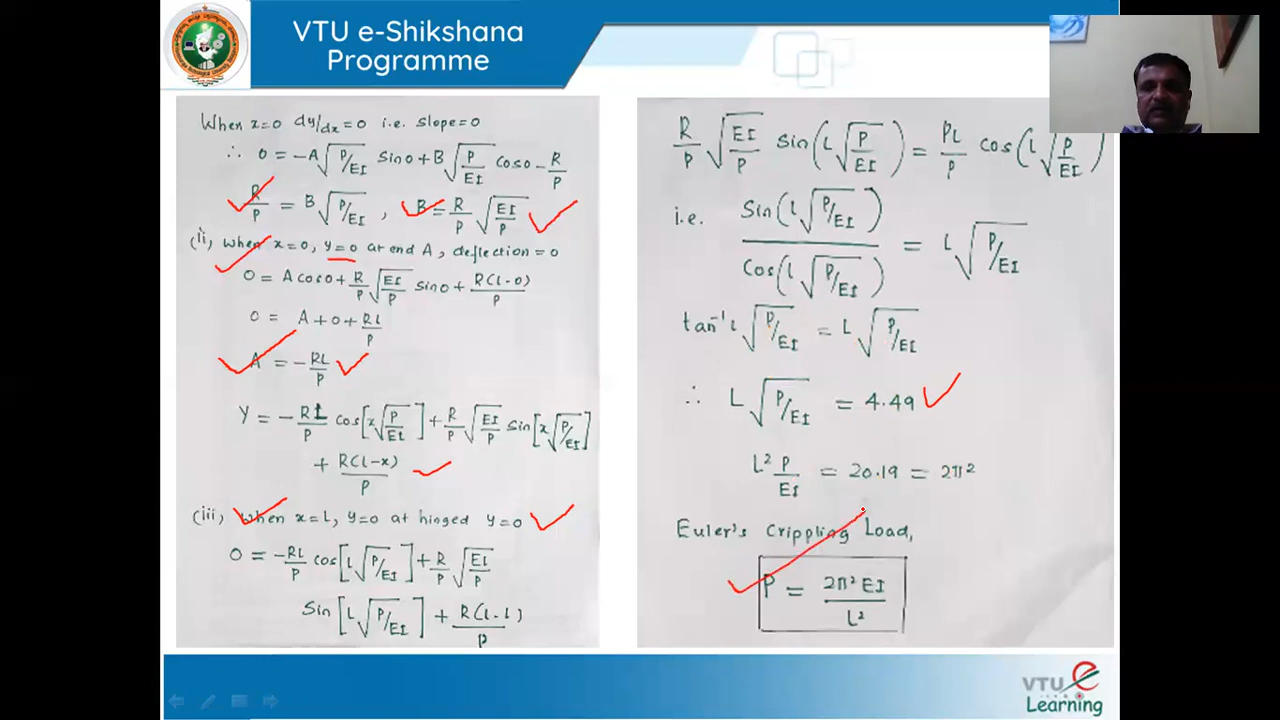 VTU e-Shikshana
Programme
When x=0 dy/dx=0 i.e. slope=0
∴ 0 = -A√(P/EI) Sin0 + B√(P/EI) Cos0 - R/P
R/P = B√(P/EI) , B = R/P √(EI/P)
(ii) When x=0, y=0 at end A, deflection=0
0 = A cos0 + R/P √(EI/P) sin0 + R(l-0)/P
0 = A+0+Rl/P
A = -Rl/P
Y = -RL/P cos[x√(P/EI)] + R/P √(EI/P) Sin[x√(P/EI)]
+ R(l-x)/P
(iii) When x=L, y=0 at hinged y=0
0 = -Rl/P cos[l√(P/EI)] + R/P √(EI/P)
Sin[l√(P/EI)] + R(l-l)/P
R/P √(EI/P) Sin(L√(P/EI)) = PL/P cos(l√(P/EI))
i.e. Sin(l√(P/EI)) / Cos(l√(P/EI)) = l√(P/EI)
tan⁻¹ l√(P/EI) = L√(P/EI)
∴ L√(P/EI) = 4.49
L² P/EI = 20.19 = 2π²
Euler's Crippling Load,
P = 2π² EI / L²
VTU e
Learning